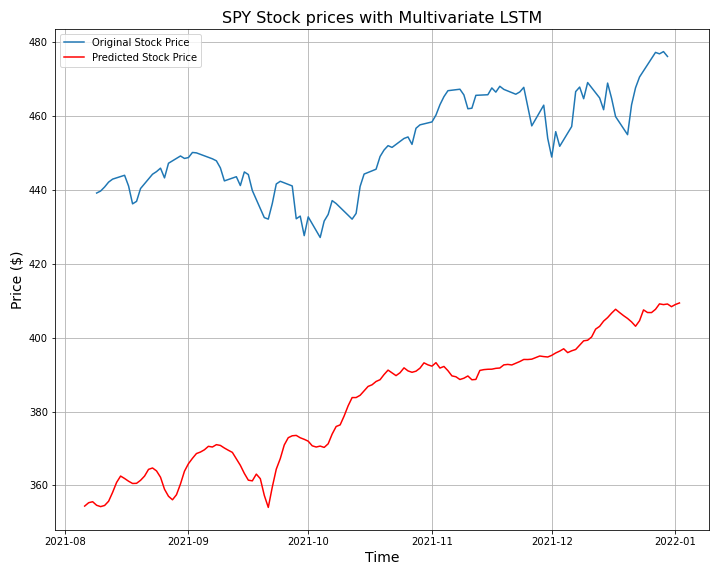 SPY Stock prices with Multivariate LSTM
Original Stock Price
Predicted Stock Price
Price ($)
480
460
440
420
400
380
360
2021-08
2021-09
2021-10
2021-11
2021-12
2022-01
Time